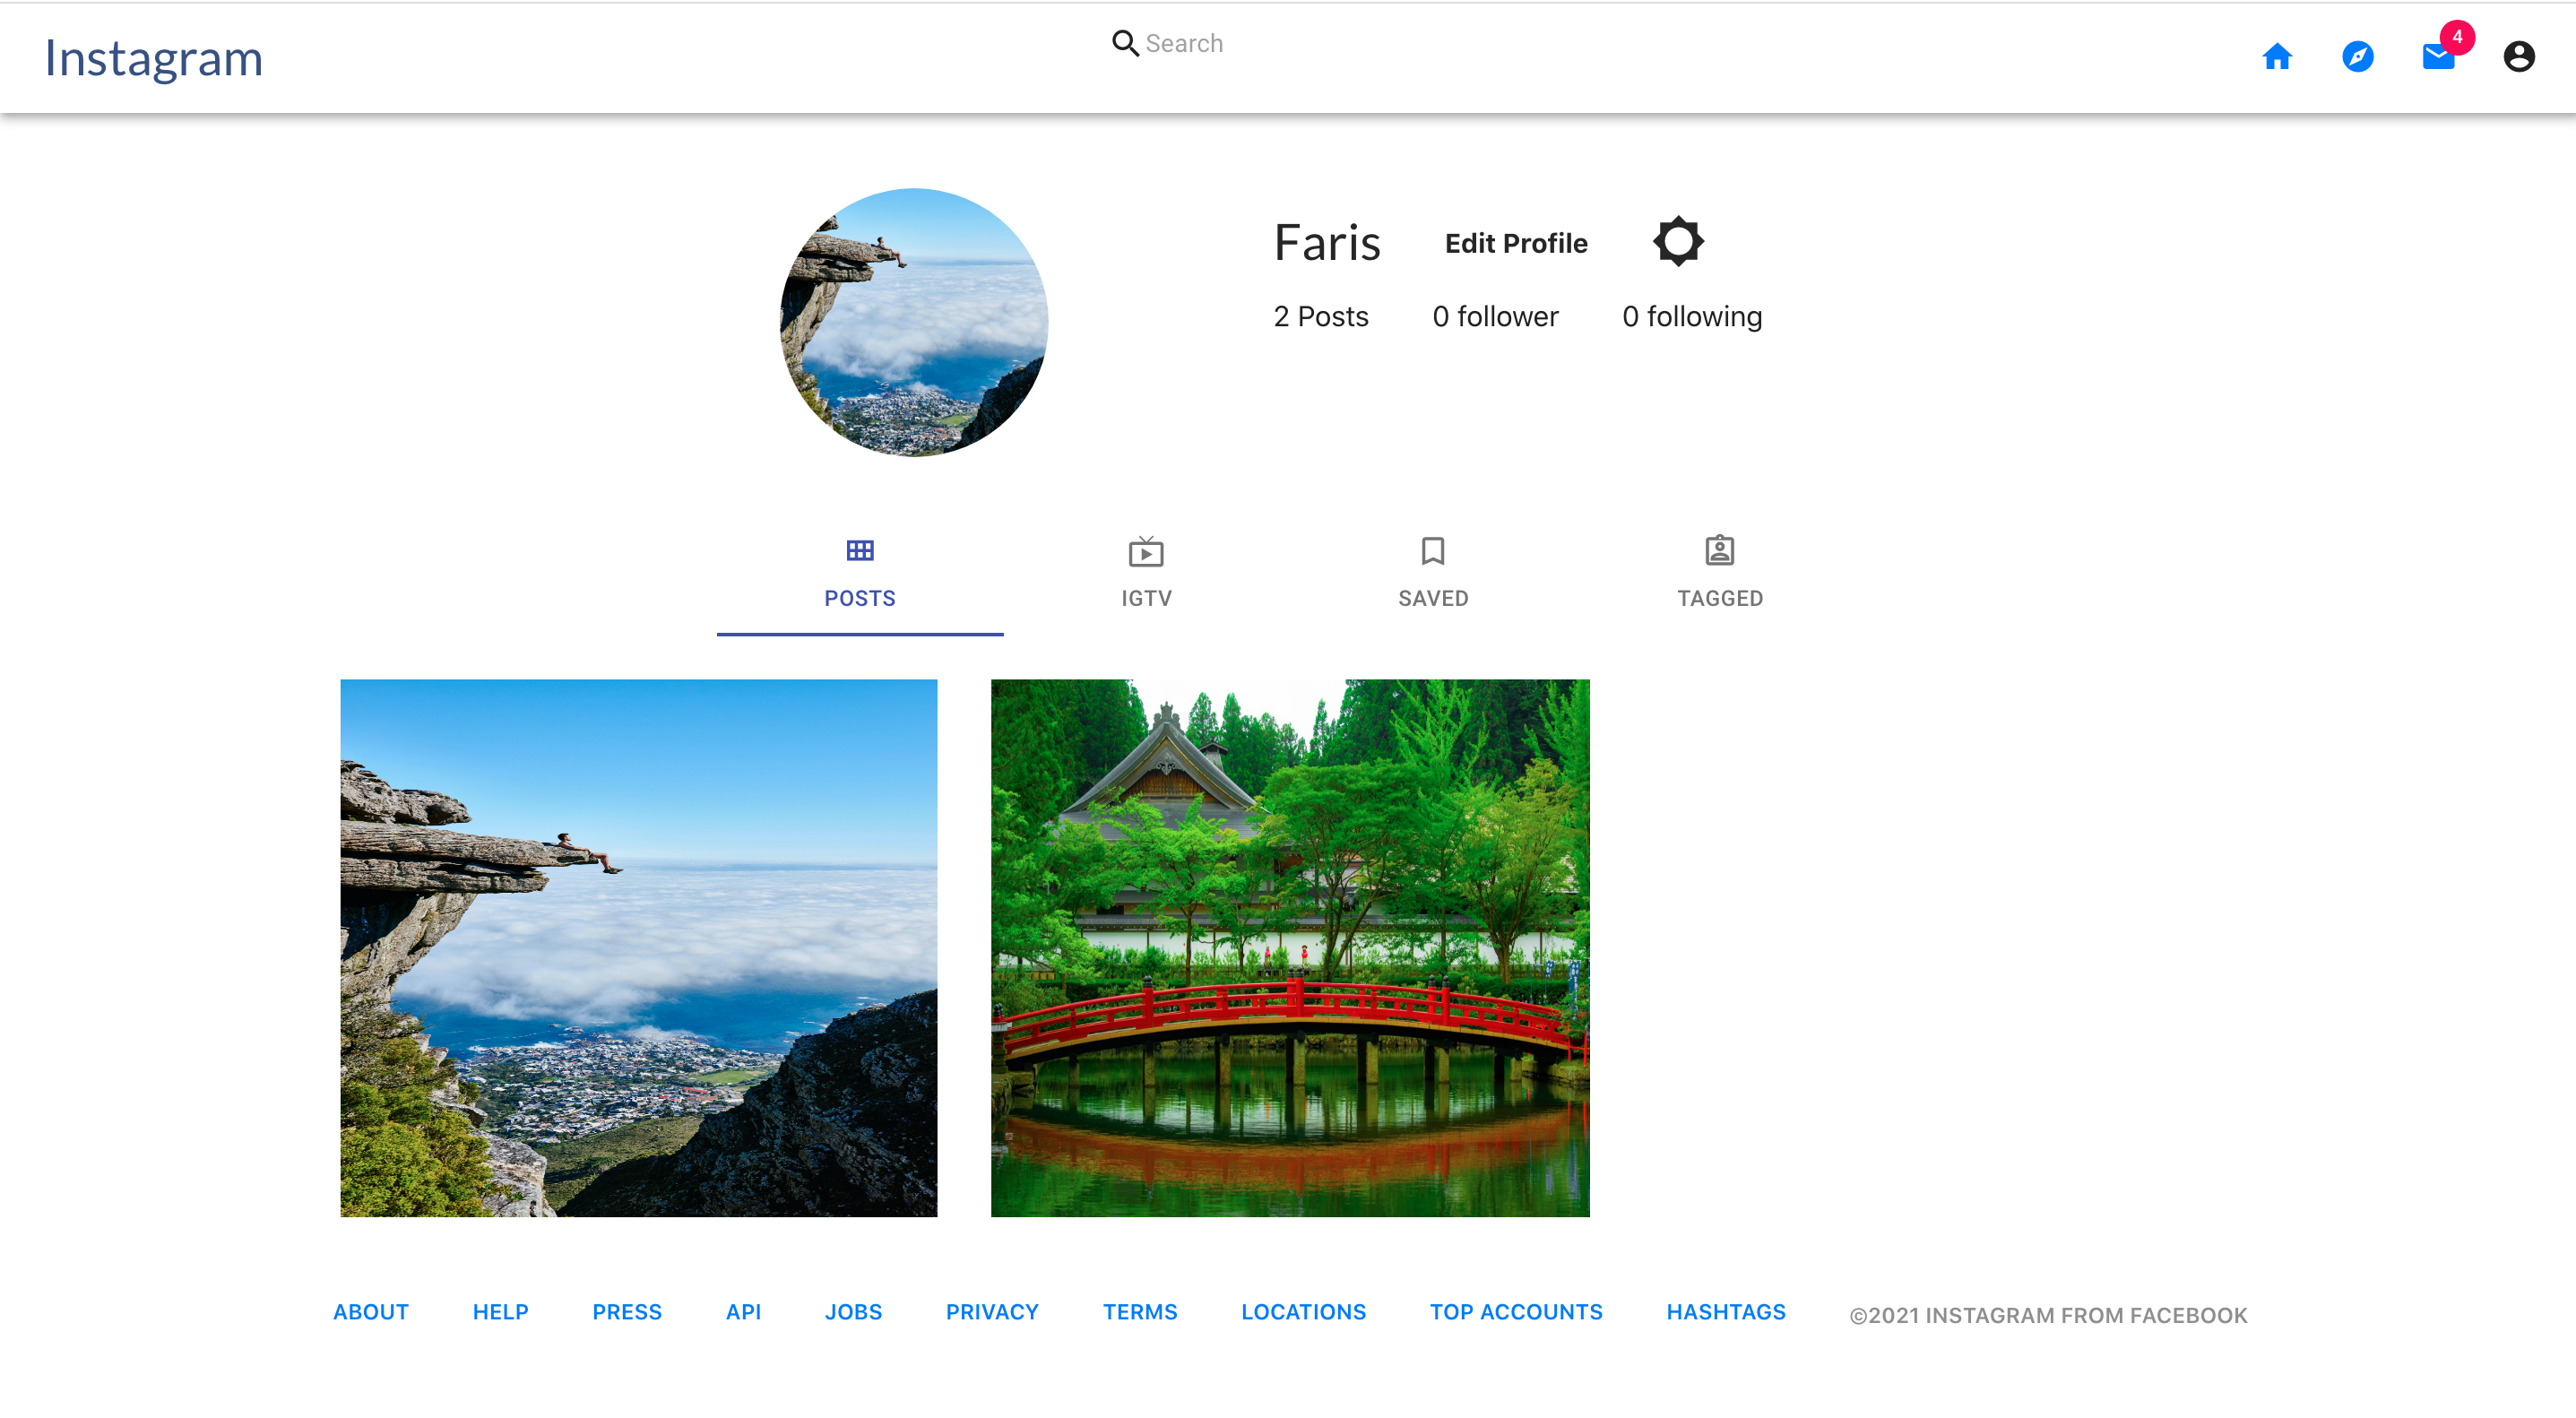 Instagram
Search
4
Faris
Edit Profile
2 Posts
0 follower
0 following
POSTS
IGTV
SAVED
TAGGED
ABOUT
HELP
PRESS
API
JOBS
PRIVACY
TERMS
LOCATIONS
TOP ACCOUNTS
HASHTAGS
©2021 INSTAGRAM FROM FACEBOOK